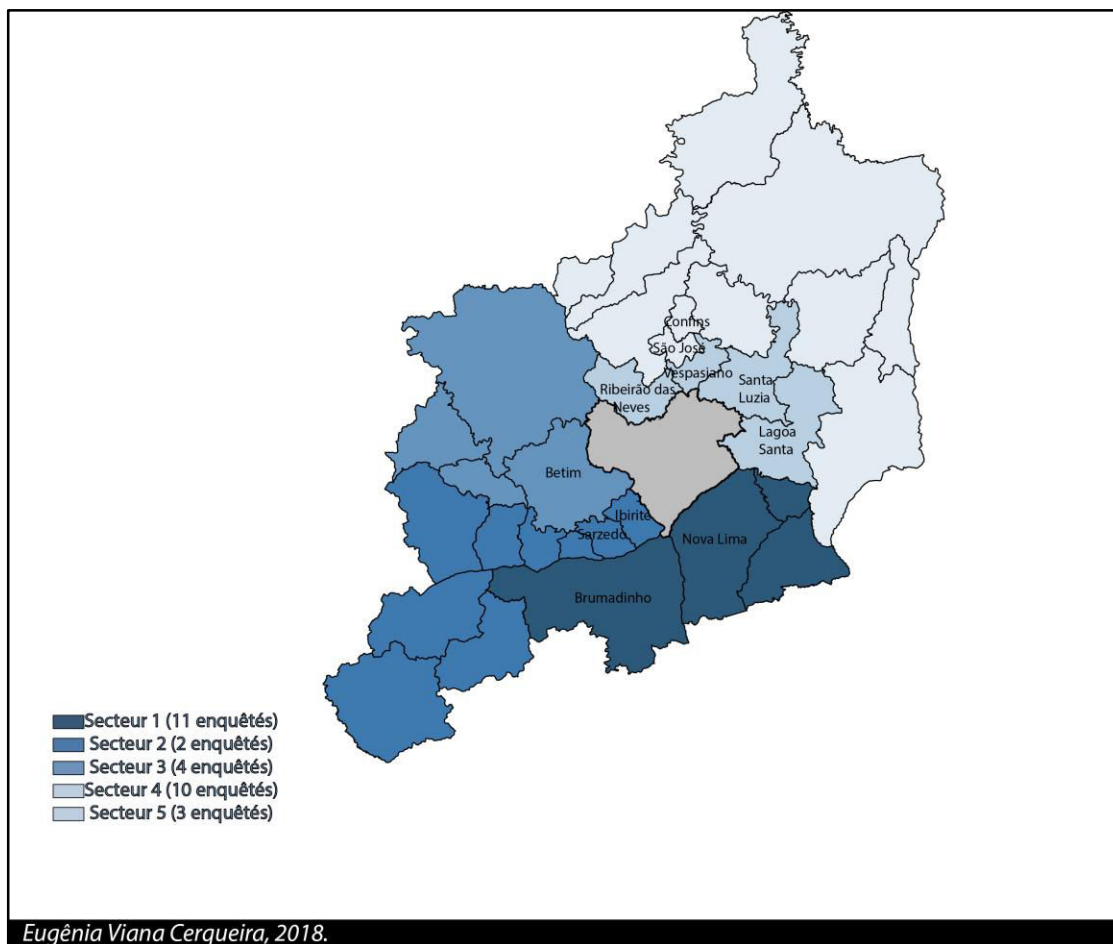 Confins
São José
Vespasiano
Ribeirão das
Neves
Santa
Luzia
Lagoa
Santa
Betim
Ibirité
Sarzedo
Nova Lima
Brumadinho
Secteur 1 (11 enquêtés)
Secteur 2 (2 enquêtés)
Secteur 3 (4 enquêtés)
Secteur 4 (10 enquêtés)
Secteur 5 (3 enquêtés)
Eugênia Viana Cerqueira, 2018.